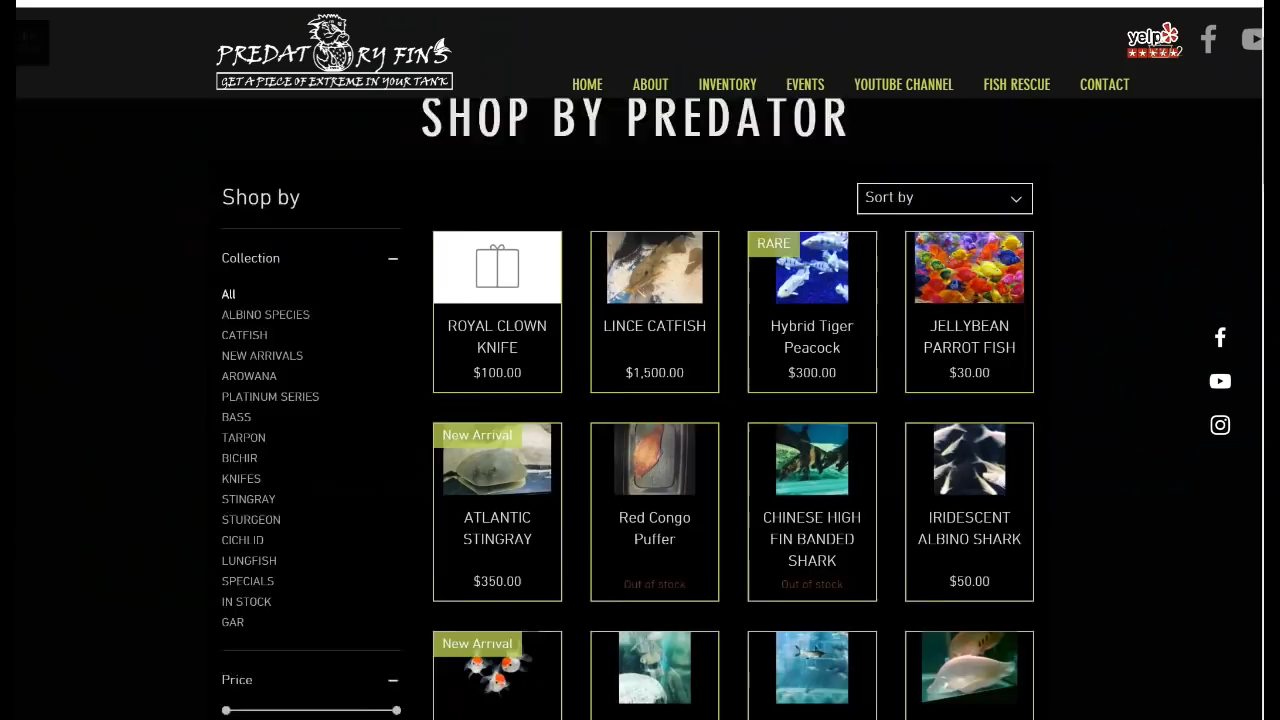 PREDATORY FINS
GET A PIECE OF EXTREME IN YOUR TANK
yelp
HOME
ABOUT
INVENTORY
EVENTS
YOUTUBE CHANNEL
FISH RESCUE
CONTACT
SHOP BY PREDATOR
Shop by
Sort by
Collection
All
ALBINO SPECIES
CATFISH
NEW ARRIVALS
AROWANA
PLATINUM SERIES
BASS
TARPON
BICHIR
KNIFES
STINGRAY
STURGEON
CICHLID
LUNGFISH
SPECIALS
IN STOCK
GAR
Price
ROYAL CLOWN
KNIFE
$100.00
LINCE CATFISH
$1,500.00
RARE
Hybrid Tiger
Peacock
$300.00
JELLYBEAN
PARROT FISH
$30.00
New Arrival
ATLANTIC
STINGRAY
$350.00
Red Congo
Puffer
Out of stock
CHINESE HIGH
FIN BANDED
SHARK
Out of stock
IRIDESCENT
ALBINO SHARK
$50.00
New Arrival